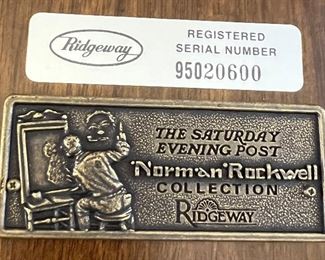 Ridgeway
REGISTERED
SERIAL NUMBER
95020600
THE SATURDAY
EVENING POST
Norman Rockwell
COLLECTION
RIDGEWAY